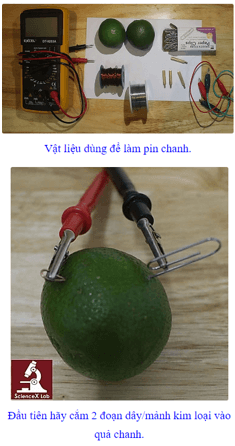 Vật liệu dùng để làm pin chanh.
ScienceX Lab
Đầu tiên hãy cắm 2 đoạn dây/mảnh kim loại vào
quả chanh.